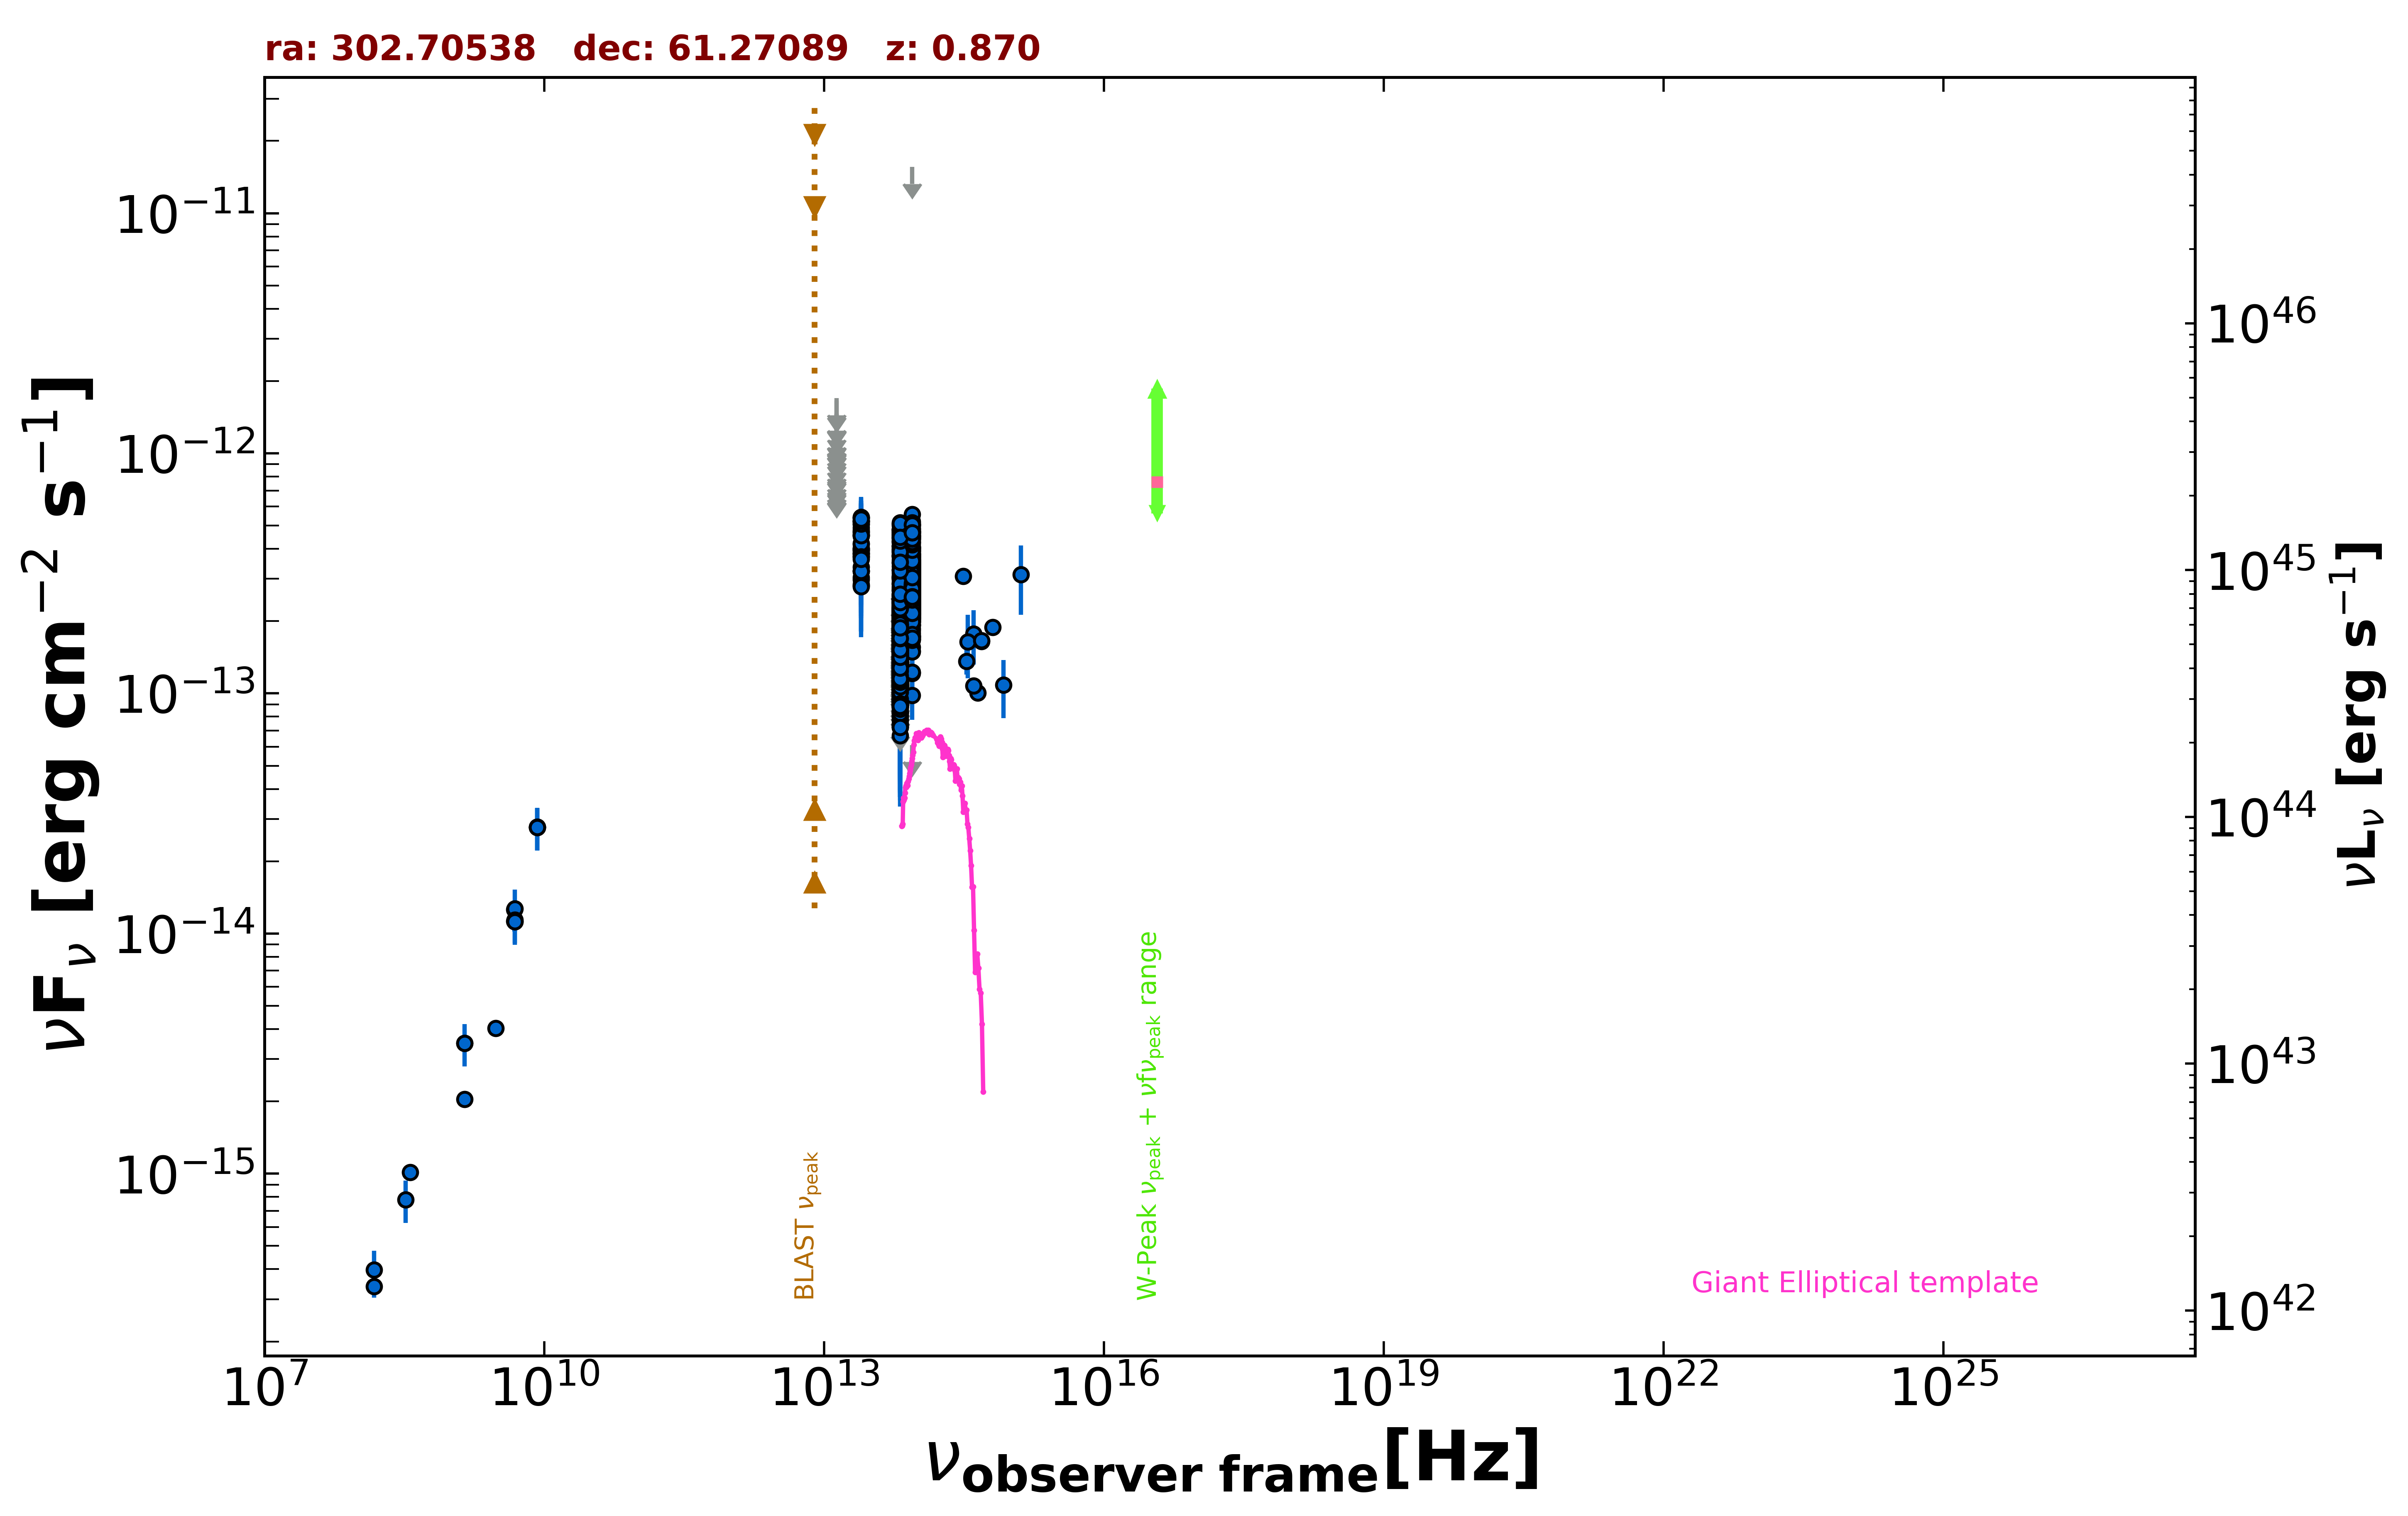 ra: 302.70538 dec: 61.27089 z: 0.870
νFν [erg cm−2 s−1]
10−11
10−12
10−13
10−14
10−15
1046
1045
1044
1043
1042
νLν [erg s−1]
BLAST νpeak
W-Peak νpeak + νfνpeak range
Giant Elliptical template
107 1010 1013 1016 1019 1022 1025
νobserver frame[Hz]